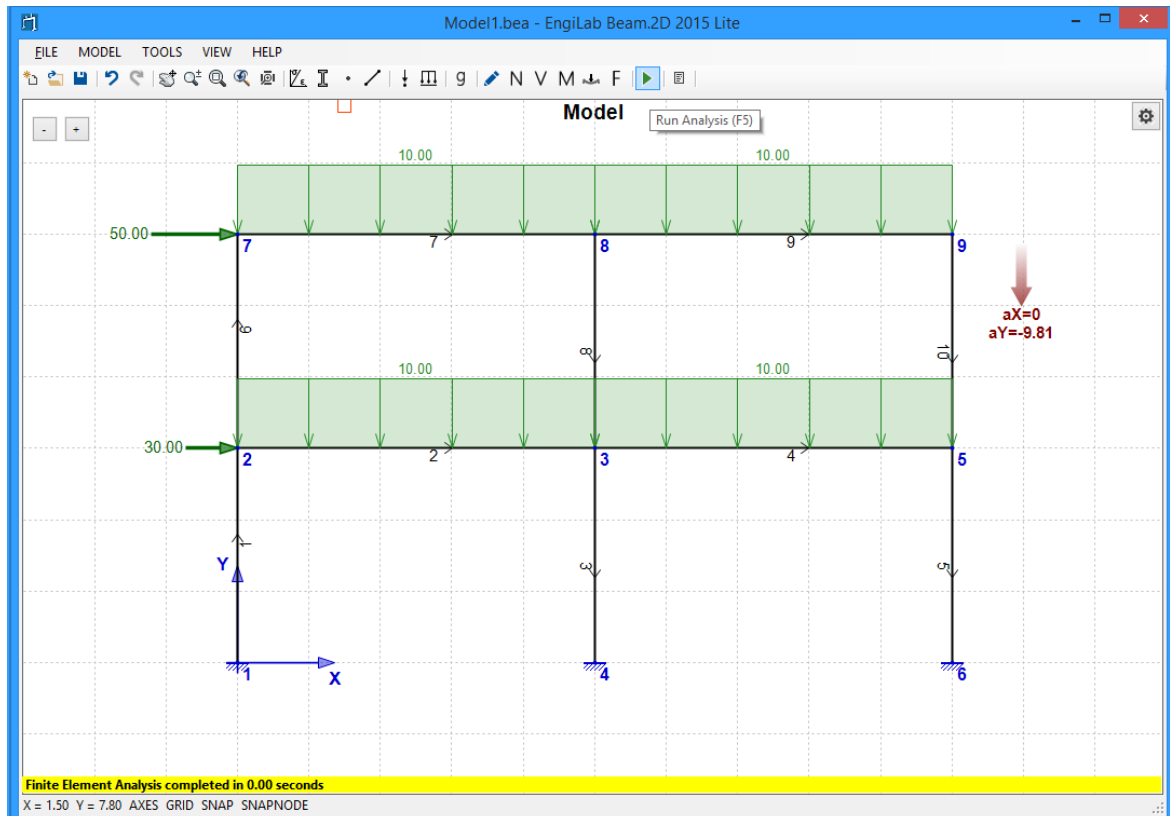 Model1.bea - EngiLab Beam.2D 2015 Lite
FILE MODEL TOOLS VIEW HELP
g N V M F
Model
Run Analysis (F5)
- +
10.00 10.00
50.00
7 7 8 9 9
aX=0
aY=-9.81
6 8 10
10.00 10.00
30.00
2 2 3 4 5
1 3 5
Y
1 X 4 6
Finite Element Analysis completed in 0.00 seconds
X = 1.50 Y = 7.80 AXES GRID SNAP SNAPNODE